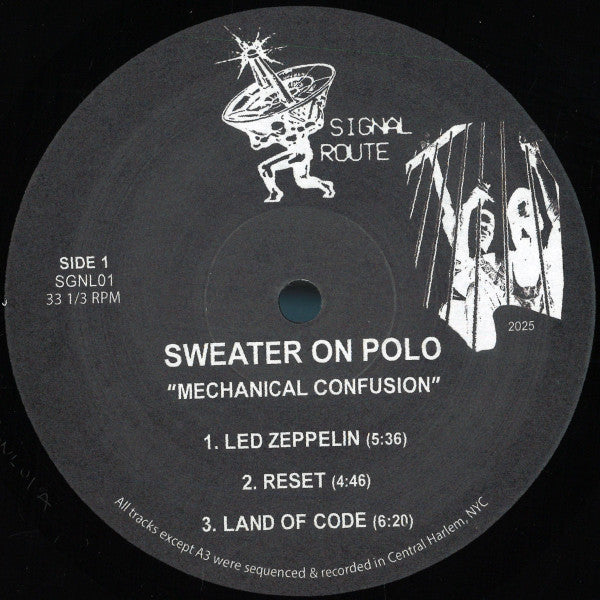 SIGNAL
ROUTE
SIDE 1
SGNL01
33 1/3 RPM
2025
SWEATER ON POLO
"MECHANICAL CONFUSION"
1. LED ZEPPELIN (5:36)
2. RESET (4:46)
3. LAND OF CODE (6:20)
All tracks except A3 were sequenced & recorded in Central Harlem, NYC